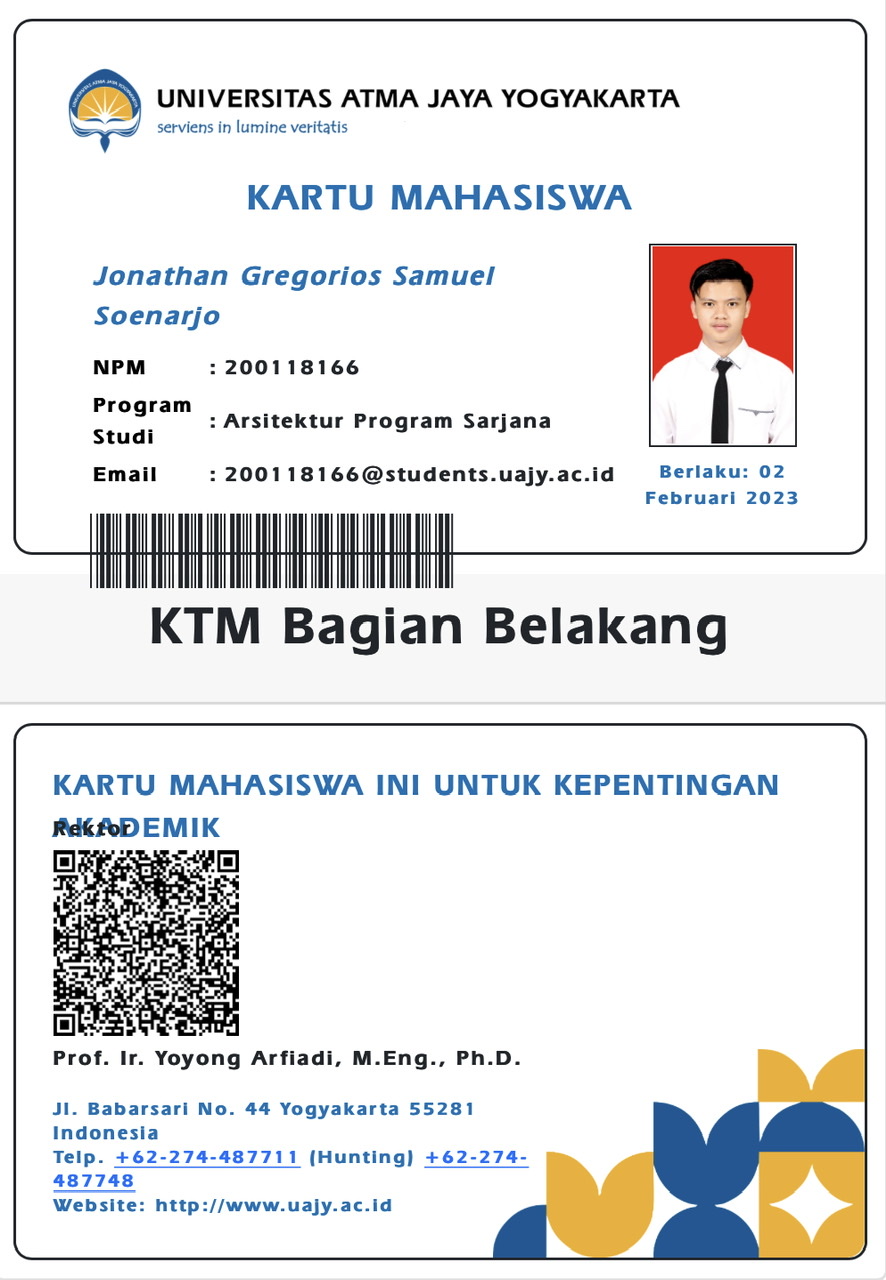 UNIVERSITAS ATMA JAYA YOGYAKARTA
serviens in lumine veritatis
KARTU MAHASISWA
Jonathan Gregorios Samuel
Soenarjo
NPM : 200118166
Program
Studi : Arsitektur Program Sarjana
Email : 200118166@students.uajy.ac.id
Berlaku: 02
Februari 2023
KTM Bagian Belakang
KARTU MAHASISWA INI UNTUK KEPENTINGAN
AKADEMIK
Rektor
Prof. Ir. Yoyong Arfiadi, M.Eng., Ph.D.
Jl. Babarsari No. 44 Yogyakarta 55281
Indonesia
Telp. +62-274-487711 (Hunting) +62-274-
487748
Website: http://www.uajy.ac.id